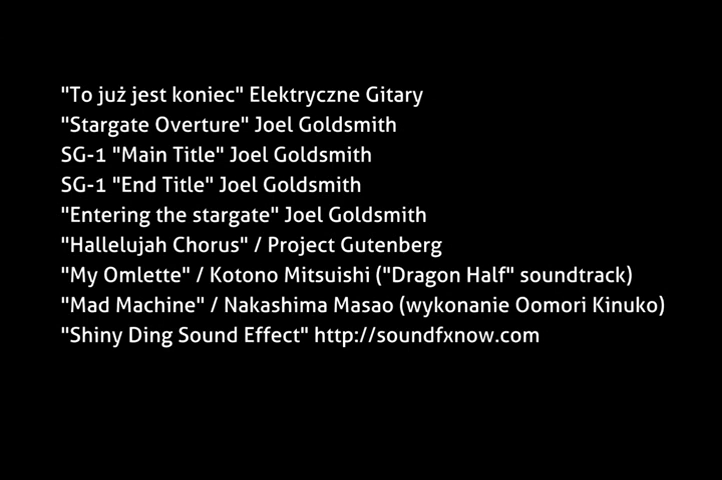 "To już jest koniec" Elektryczne Gitary
"Stargate Overture" Joel Goldsmith
SG-1 "Main Title" Joel Goldsmith
SG-1 "End Title" Joel Goldsmith
"Entering the stargate" Joel Goldsmith
"Hallelujah Chorus" / Project Gutenberg
"My Omlette" / Kotono Mitsuishi ("Dragon Half" soundtrack)
"Mad Machine" / Nakashima Masao (wykonanie Oomori Kinuko)
"Shiny Ding Sound Effect" http://soundfxnow.com